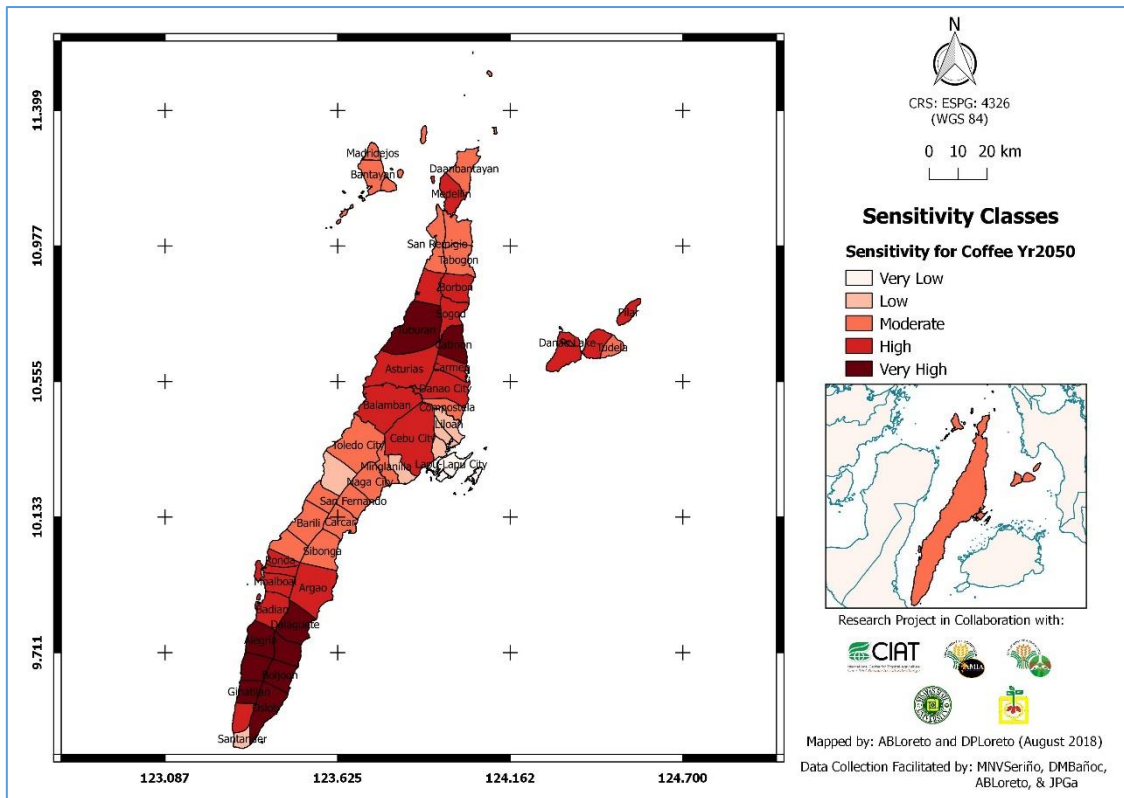 11.399
10.977
10.555
10.133
9.711
123.087
123.625
124.162
124.700
Madridejos
Bantayan
Daanbantayan
Medellin
San Remigio
Tabogon
Borbon
Sogod
Tuburan
Catmon
Asturias
Carmen
Danao City
Balamban
Compostela
Liloan
Cebu City
Toledo City
Lapu-Lapu City
Minglanilla
Naga City
San Fernando
Barili
Carcar
Sibonga
Ronda
Moalboal
Argao
Badian
Dalaguete
Alegria
Boljoon
Ginatilan
Oslob
Santander
Pilar
Danao
Lake
Tudela
N
CRS: ESPG: 4326
(WGS 84)
0 10 20 km
Sensitivity Classes
Sensitivity for Coffee Yr2050
Very Low
Low
Moderate
High
Very High
Research Project in Collaboration with:
CIAT
AMIA
Mapped by: ABLoreto and DPLoreto (August 2018)
Data Collection Facilitated by: MNVSeriño, DMBañoc,
ABLoreto, & JPGa